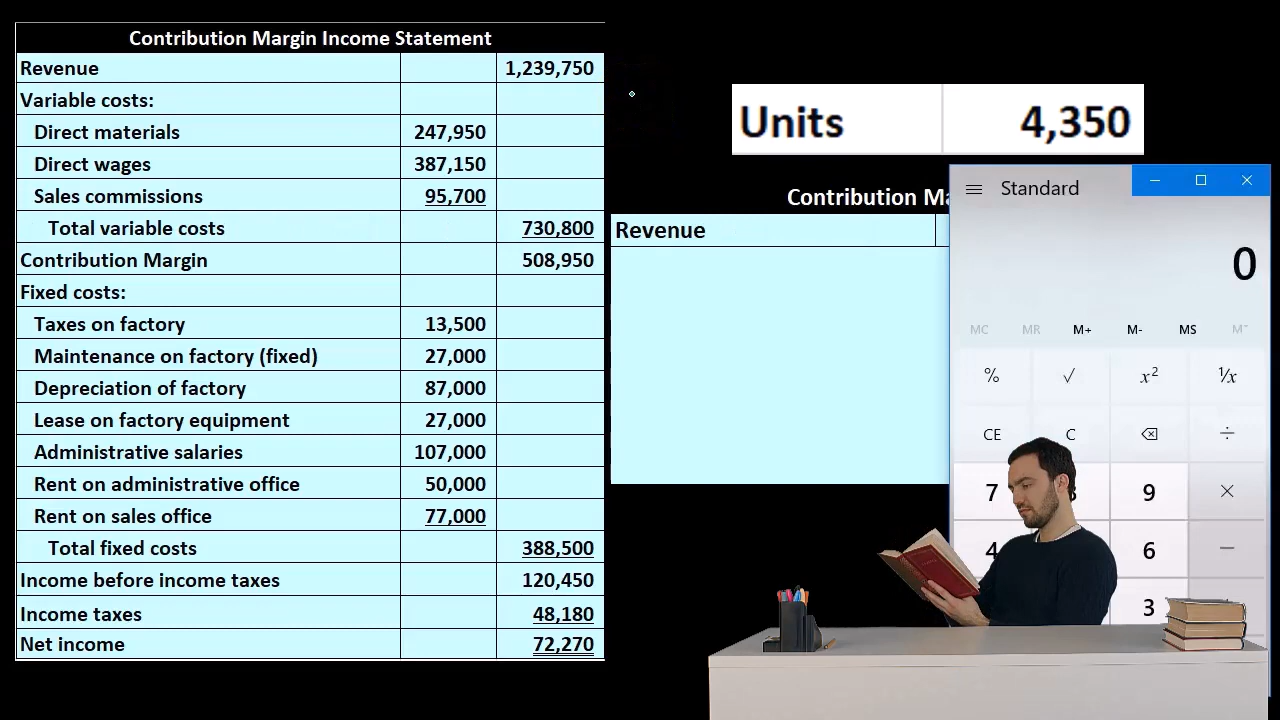 Contribution Margin Income Statement
Revenue 1,239,750
Variable costs:
Direct materials 247,950
Direct wages 387,150
Sales commissions 95,700
Total variable costs 730,800
Contribution Margin 508,950
Fixed costs:
Taxes on factory 13,500
Maintenance on factory (fixed) 27,000
Depreciation of factory 87,000
Lease on factory equipment 27,000
Administrative salaries 107,000
Rent on administrative office 50,000
Rent on sales office 77,000
Total fixed costs 388,500
Income before income taxes 120,450
Income taxes 48,180
Net income 72,270
Units 4,350
Contribution Ma
Revenue
Standard
0
MC MR M+ M- MS
% √ x² ¹/x
CE C ÷
7 9 ×
4 6 −
3